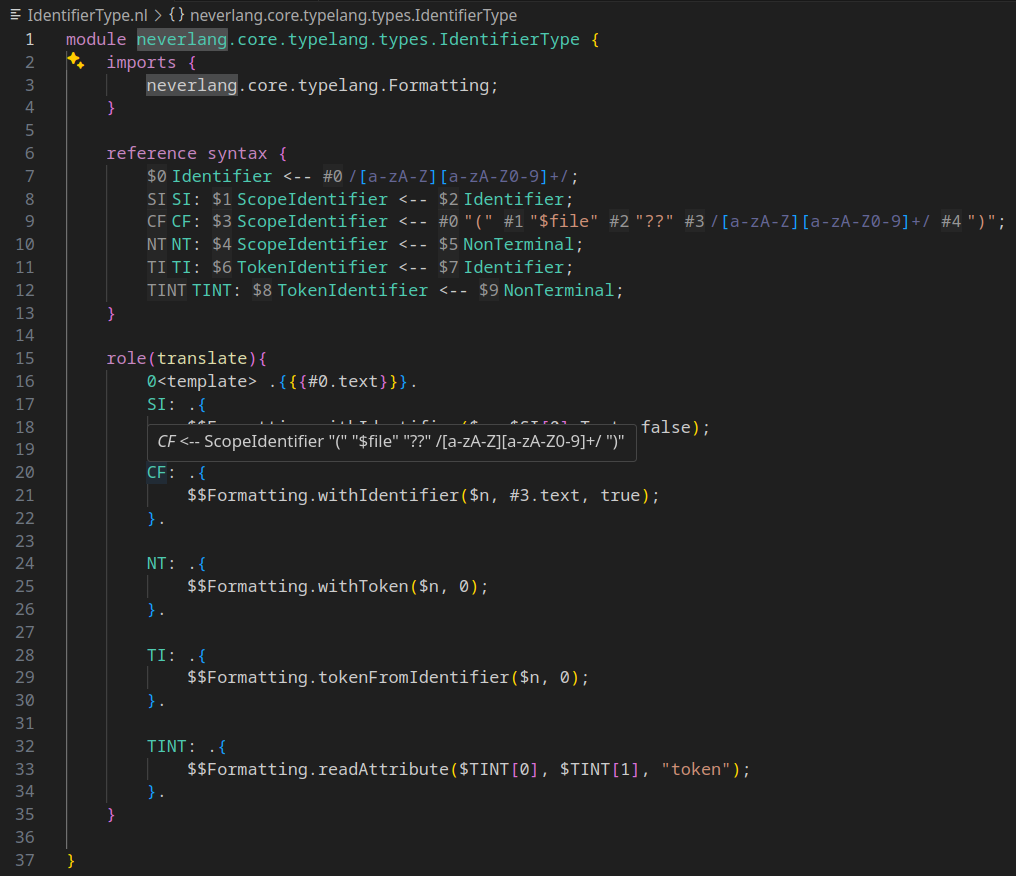 IdentifierType.nl > {} neverlang.core.typelang.types.IdentifierType
1 module neverlang.core.typelang.types.IdentifierType {
2 imports {
3 neverlang.core.typelang.Formatting;
4 }
5
6 reference syntax {
7 $0 Identifier <-- #0 /[a-zA-Z][a-zA-Z0-9]+/;
8 SI SI: $1 ScopeIdentifier <-- $2 Identifier;
9 CF CF: $3 ScopeIdentifier <-- #0 "(" #1 "$file" #2 "??" #3 /[a-zA-Z][a-zA-Z0-9]+/ #4 ")";
10 NT NT: $4 ScopeIdentifier <-- $5 NonTerminal;
11 TI TI: $6 TokenIdentifier <-- $7 Identifier;
12 TINT TINT: $8 TokenIdentifier <-- $9 NonTerminal;
13 }
14
15 role(translate){
16 0<template> .{{{{#0.text}}}}.
17 SI: .{
18 false);
19 CF <-- ScopeIdentifier "(" "$file" "??" /[a-zA-Z][a-zA-Z0-9]+/ ")"
20 CF: .{
21 $$Formatting.withIdentifier($n, #3.text, true);
22 }.
23
24 NT: .{
25 $$Formatting.withToken($n, 0);
26 }.
27
28 TI: .{
29 $$Formatting.tokenFromIdentifier($n, 0);
30 }.
31
32 TINT: .{
33 $$Formatting.readAttribute($TINT[0], $TINT[1], "token");
34 }.
35 }
36
37 }